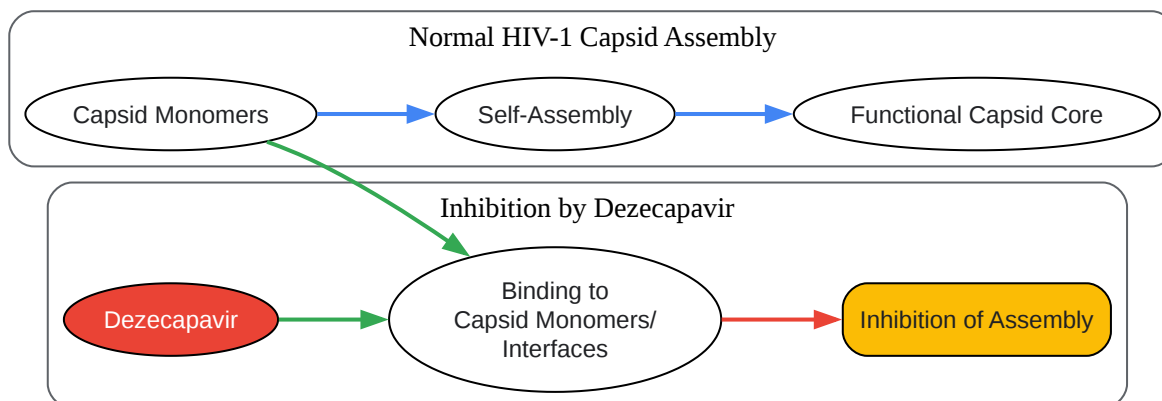 Normal HIV-1 Capsid Assembly
Capsid Monomers
Self-Assembly
Functional Capsid Core
Inhibition by Dezecapavir
Dezecapavir
Binding to
Capsid Monomers/
Interfaces
Inhibition of Assembly